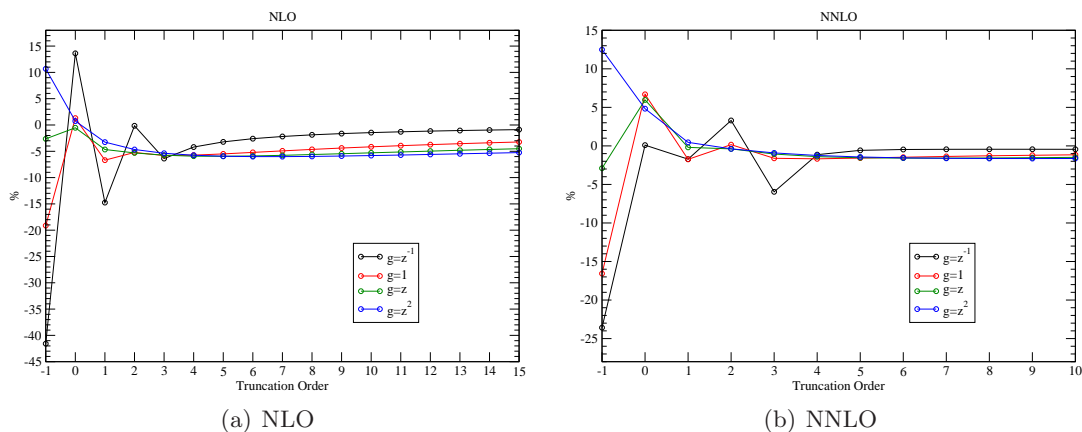 NLO
15
10
5
0
-5
-10
-15
-20
-25
-30
-35
-40
-45
%
-1 0 1 2 3 4 5 6 7 8 9 10 11 12 13 14 15
Truncation Order
g=z^-1
g=1
g=z
g=z^2
(a) NLO
NNLO
15
10
5
0
-5
-10
-15
-20
-25
%
-1 0 1 2 3 4 5 6 7 8 9 10
Truncation Order
g=z^-1
g=1
g=z
g=z^2
(b) NNLO